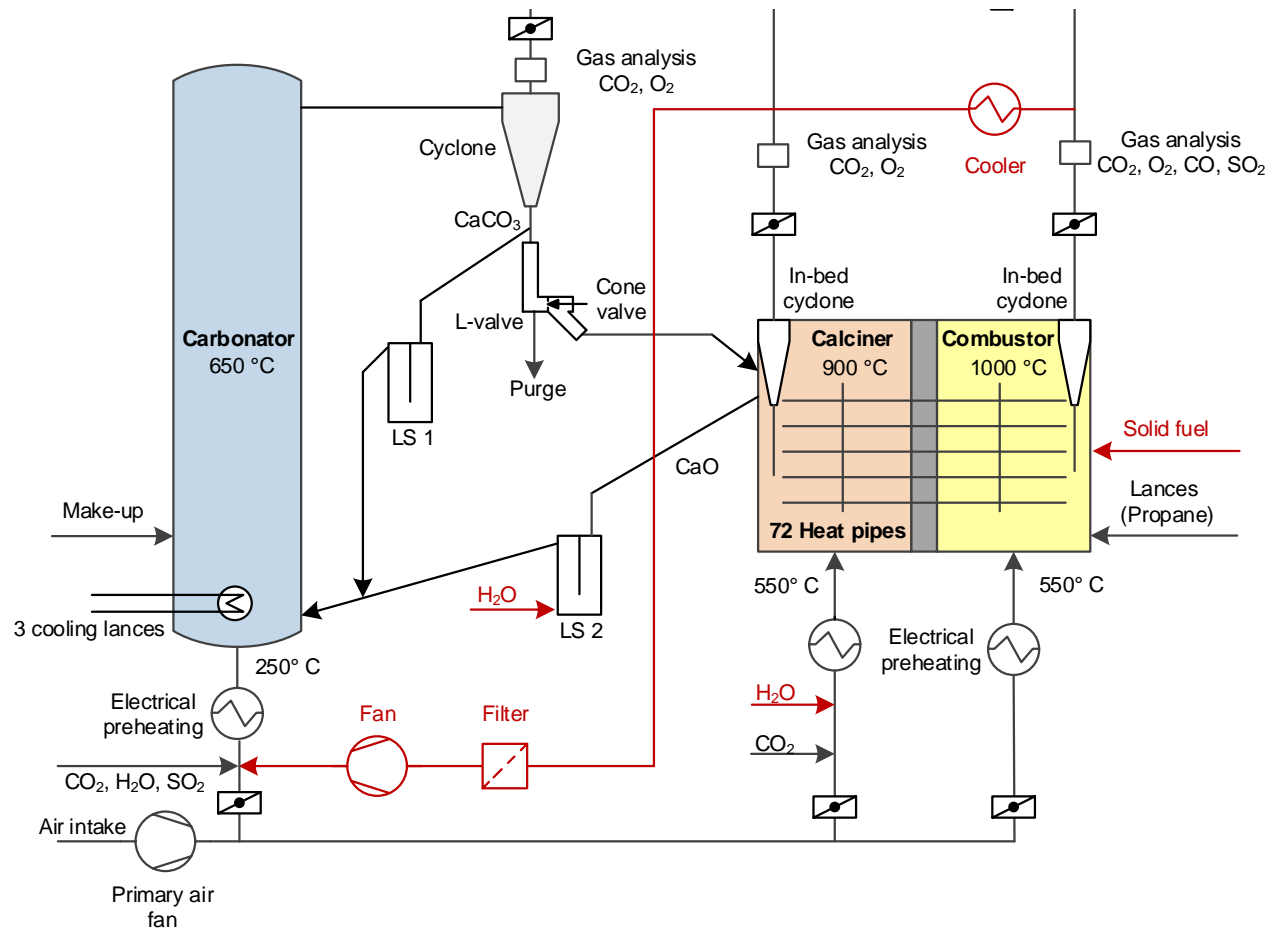 Gas analysis
CO₂, O₂
Cyclone
Gas analysis
CO₂, O₂
Cooler
Gas analysis
CO₂, O₂, CO, SO₂
CaCO₃
In-bed
cyclone
In-bed
cyclone
Cone
valve
L-valve
Carbonator
650 °C
Calciner
900 °C
Combustor
1000 °C
Purge
LS 1
Solid fuel
CaO
Lances
(Propane)
Make-up
72 Heat pipes
550° C
550° C
H₂O
LS 2
3 cooling lances
Electrical
preheating
250° C
Electrical
preheating
H₂O
Fan
Filter
CO₂
CO₂, H₂O, SO₂
Air intake
Primary air
fan